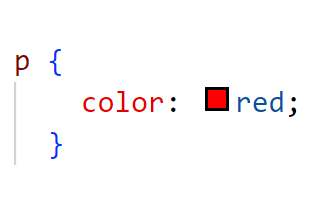 p {
color: red;
}